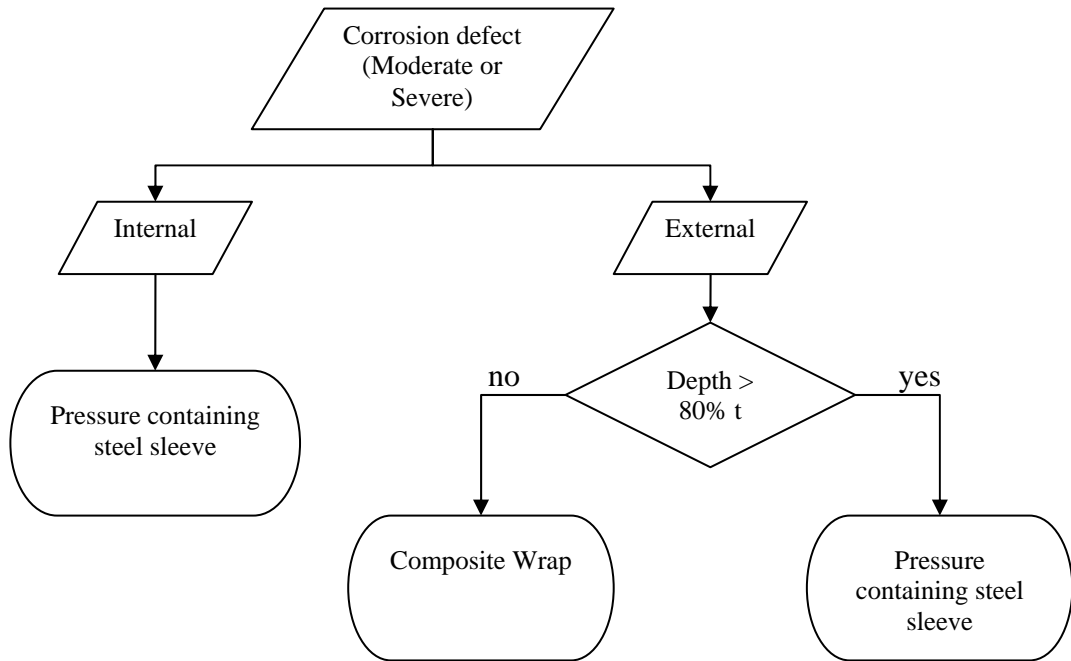 Corrosion defect
(Moderate or
Severe)
Internal
External
Pressure containing
steel sleeve
no
Depth >
80% t
yes
Composite Wrap
Pressure
containing steel
sleeve